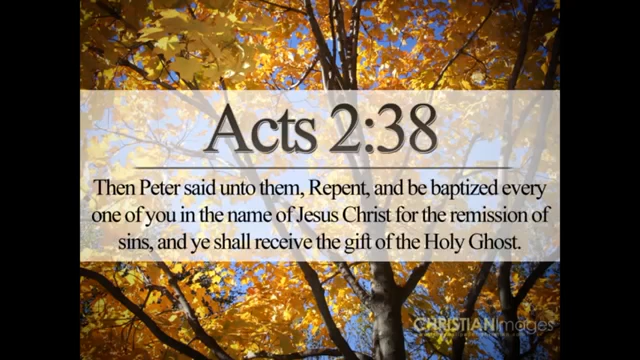 Acts 2:38
Then Peter said unto them, Repent, and be baptized every
one of you in the name of Jesus Christ for the remission of
sins, and ye shall receive the gift of the Holy Ghost.
CHRISTIANImages